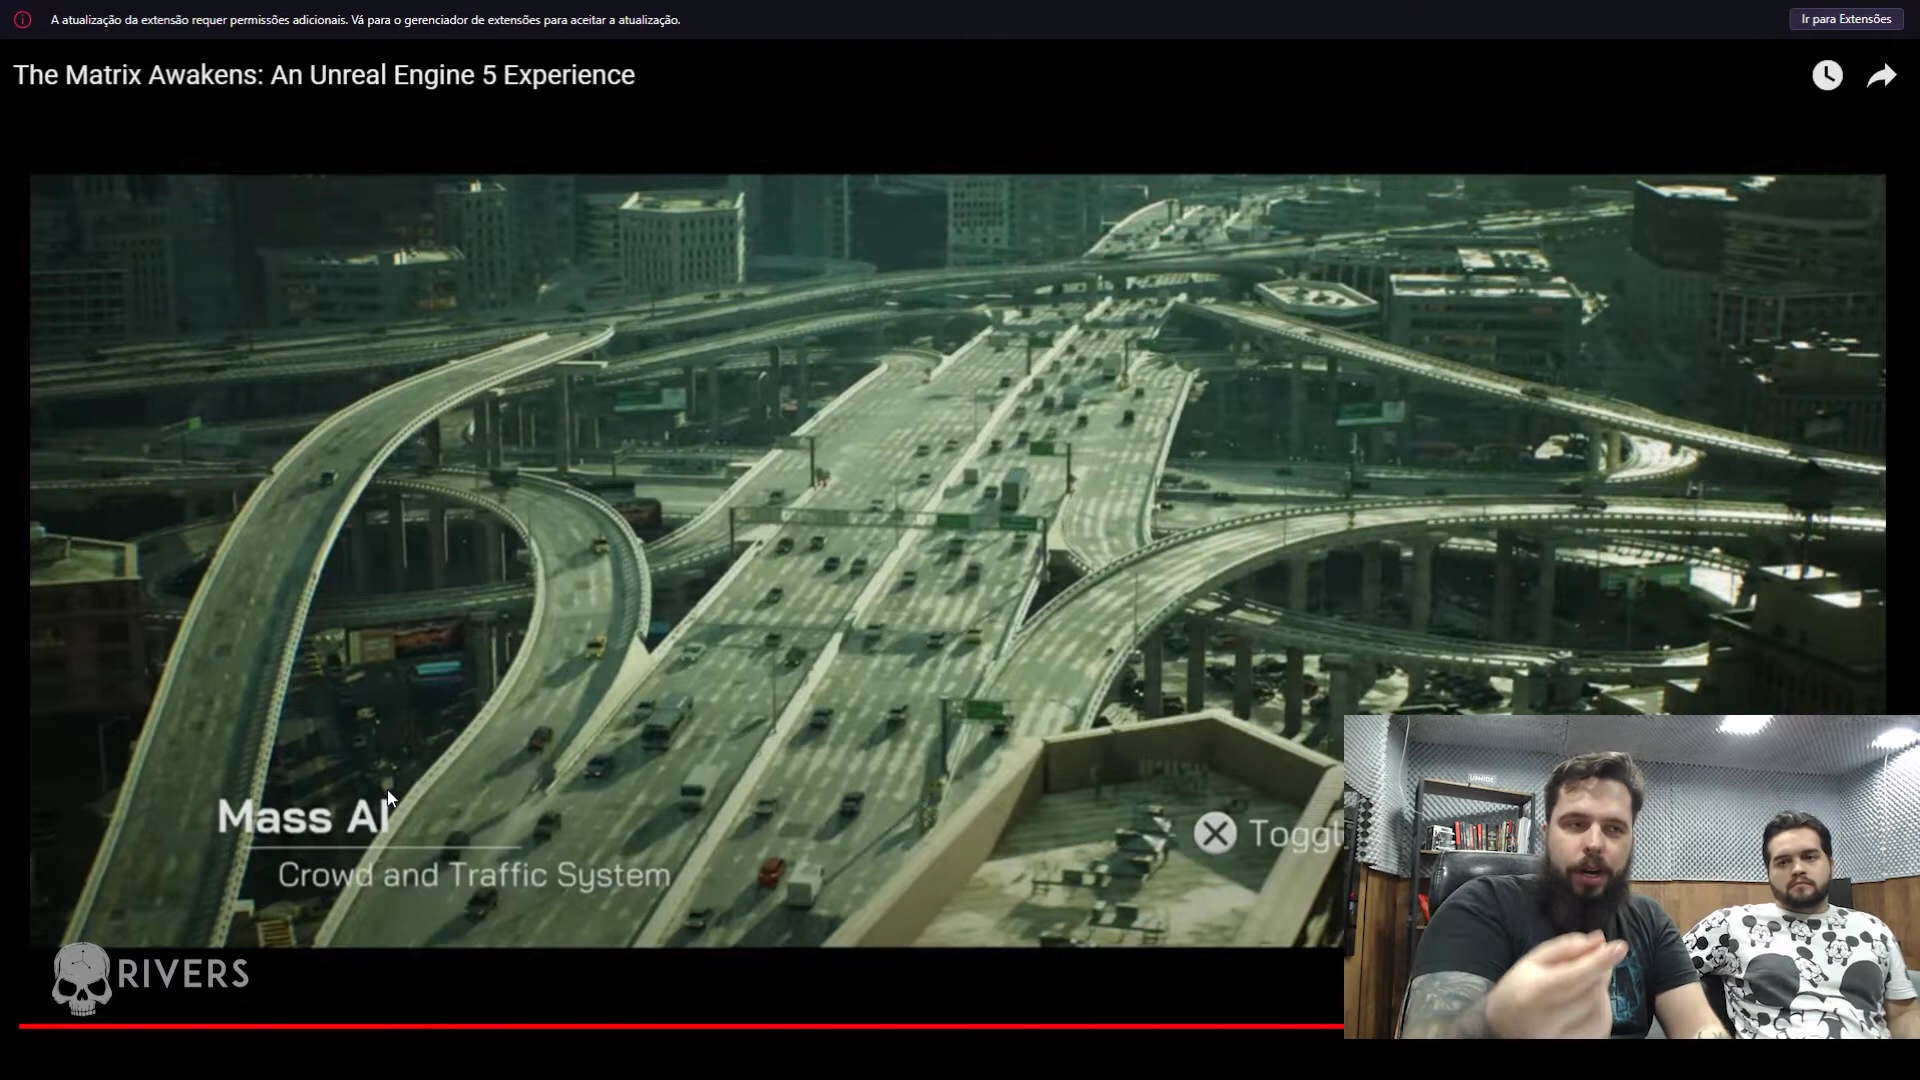 A atualização da extensão requer permissões adicionais. Vá para o gerenciador de extensões para aceitar a atualização.
Ir para Extensões
The Matrix Awakens: An Unreal Engine 5 Experience
Mass AI
Crowd and Traffic System
Toggl
RIVERS